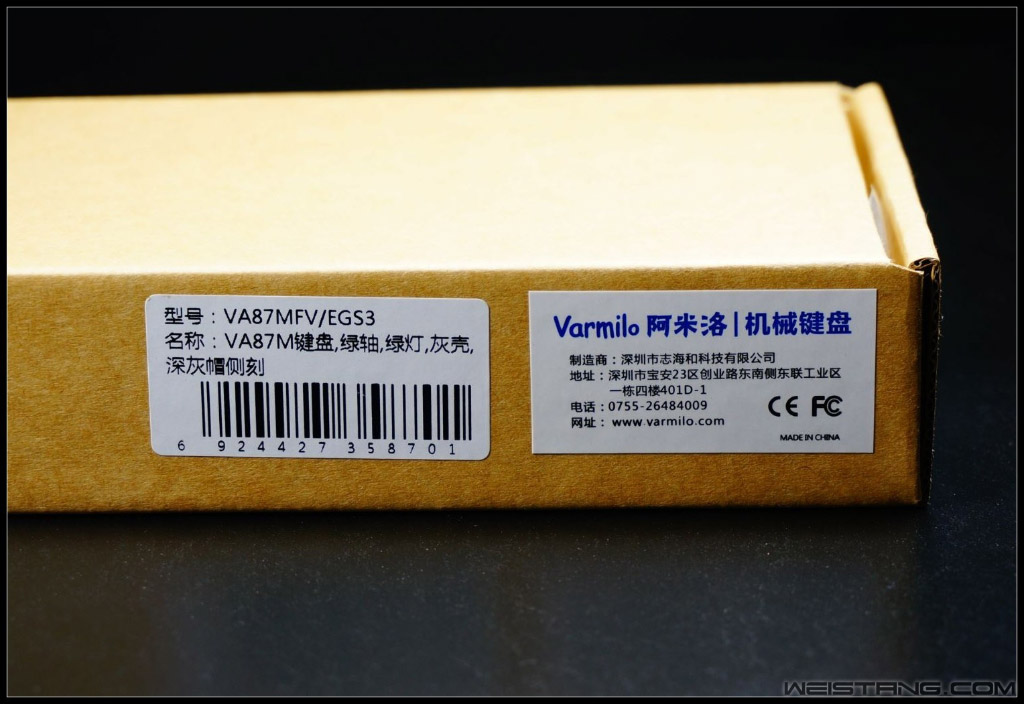 型号：VA87MFV/EGS3
名称：VA87M键盘,绿轴,绿灯,灰壳,
深灰帽侧刻
6 924427 358701
Varmilo 阿米洛|机械键盘
制造商：深圳市志海和科技有限公司
地址：深圳市宝安23区创业路东南侧东联工业区
一栋四楼401D-1
电话：0755-26484009
网址：www.varmilo.com
CE FC
MADE IN CHINA
WEISTANG.COM